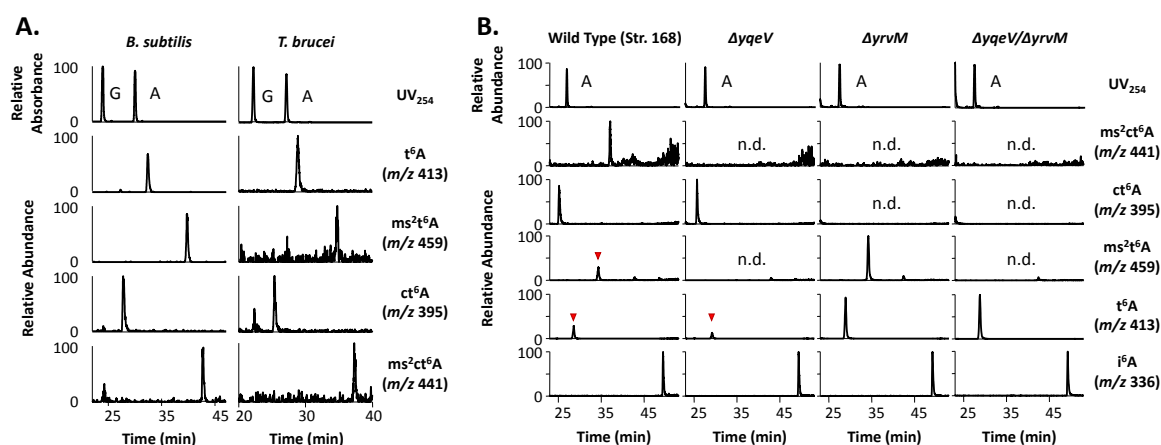 A.
B. subtilis
T. brucei
Relative
Absorbance
100
0
G
A
G
A
UV254
100
0
t6A
(m/z 413)
Relative Abundance
100
0
ms2t6A
(m/z 459)
100
0
ct6A
(m/z 395)
100
0
ms2ct6A
(m/z 441)
25
35
45
20
30
40
Time (min)
Time (min)
B.
Wild Type (Str. 168)
ΔyqeV
ΔyrvM
ΔyqeV/ΔyrvM
Relative
Abundance
100
0
A
A
A
A
UV254
100
0
n.d.
n.d.
n.d.
ms2ct6A
(m/z 441)
Relative Abundance
100
0
n.d.
n.d.
ct6A
(m/z 395)
100
0
n.d.
n.d.
ms2t6A
(m/z 459)
100
0
t6A
(m/z 413)
100
0
i6A
(m/z 336)
25
35
45
25
35
45
25
35
45
25
35
45
Time (min)
Time (min)
Time (min)
Time (min)